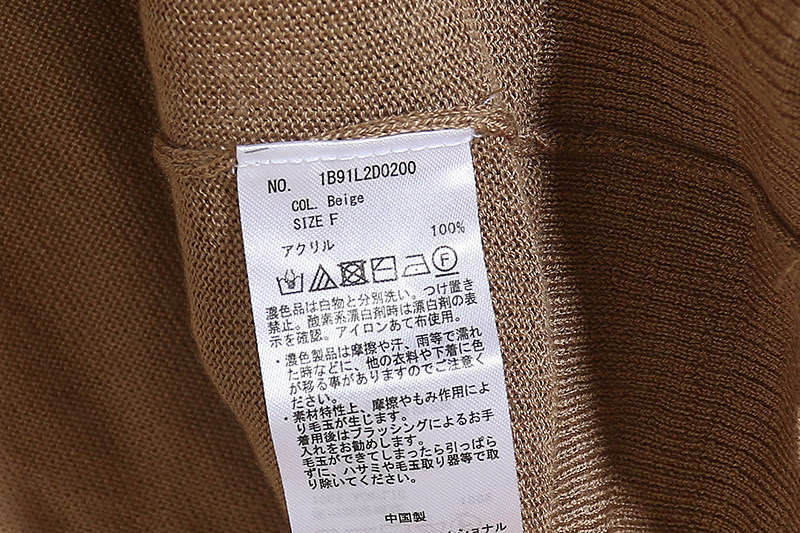 NO. 1B91L2D0200
COL. Beige
SIZE F
アクリル 100%
濃色品は白物と分別洗い。つけ置き
禁止。酸素系漂白剤時は漂白剤の表
示を確認。アイロンあて布使用。
・濃色製品は摩擦や汗、雨等で濡れ
た時などに、他の衣料や下着に色
が移る事がありますのでご注意く
ださい。
・素材特性上、摩擦やもみ作用によ
り毛玉が生じます。
着用後はブラッシングによるお手
入れをお勧めします。
毛玉ができてしまったら引っぱら
ずに、ハサミや毛玉取り器等で取
り除いてください。
中国製
ショナル